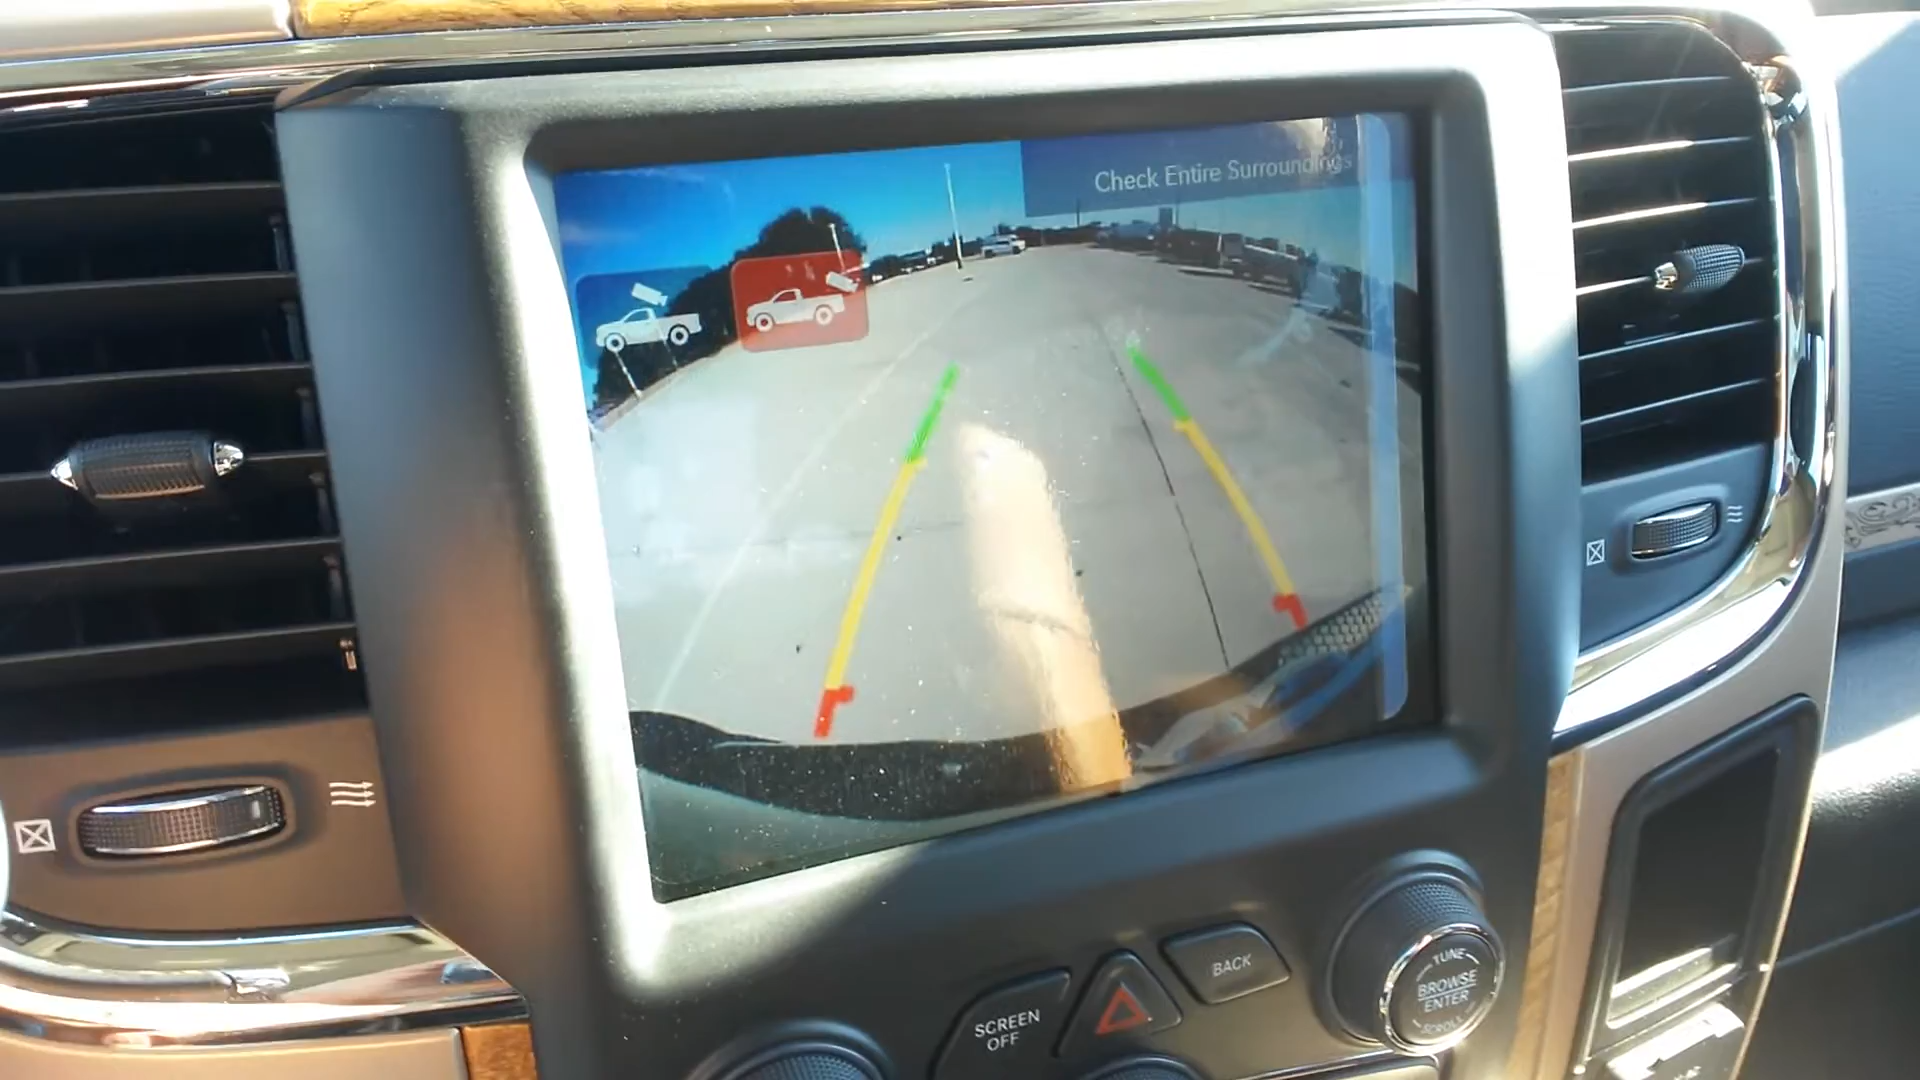 Check Entire Surroundings
BACK
SCREEN
OFF
TUNE
BROWSE
ENTER
SCROLL